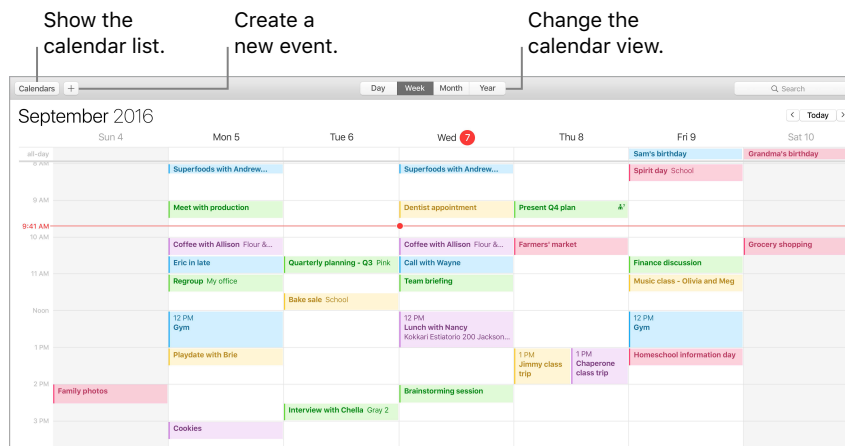 Show the
calendar list.
Create a
new event.
Change the
calendar view.
Calendars +
Day Week Month Year
Search
September 2016
< Today >
Sun 4 Mon 5 Tue 6 Wed 7 Thu 8 Fri 9 Sat 10
all-day Sam's birthday Grandma's birthday
8 AM Superfoods with Andrew... Superfoods with Andrew... Spirit day School
9 AM
Meet with production Dentist appointment Present Q4 plan
9:41 AM
10 AM
Coffee with Allison Flour &... Coffee with Allison Flour &... Farmers' market Grocery shopping
Eric in late Quarterly planning - Q3 Pink Call with Wayne Finance discussion
11 AM
Regroup My office Team briefing Music class - Olivia and Meg
Bake sale School
Noon
12 PM 12 PM 12 PM
Gym Lunch with Nancy Gym
Kokkari Estiatorio 200 Jackson...
1 PM
Playdate with Brie 1 PM 1 PM Homeschool information day
Jimmy class Chaperone
trip class trip
2 PM
Family photos Brainstorming session
Interview with Chella Gray 2
3 PM
Cookies